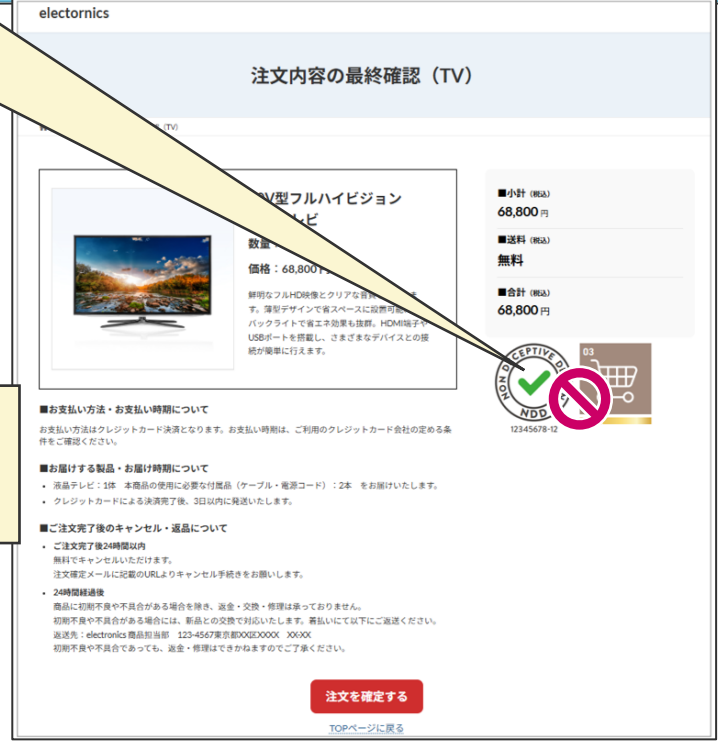 electornics
注文内容の最終確認（TV）
(TV)
V型フルハイビジョン
レビ
数量
価格：68,800円
鮮明なフルHD映像とクリアな音質
す。薄型デザインで省スペースに設置可能
バックライトで省エネ効果も抜群。HDMI端子や
USBポートを搭載し、さまざまなデバイスとの接
続が簡単に行えます。
■小計（税込）
68,800 円
■送料（税込）
無料
■合計（税込）
68,800 円
NON DECEPTIVE
NDD
12345678-12
03
■お支払い方法・お支払い時期について
お支払い方法はクレジットカード決済となります。お支払い時期は、ご利用のクレジットカード会社の定める条
件をご確認ください。
■お届けする製品・お届け時期について
• 液晶テレビ：1体　本商品の使用に必要な付属品（ケーブル・電源コード）：2本　をお届けいたします。
• クレジットカードによる決済完了後、3日以内に発送いたします。
■ご注文完了後のキャンセル・返品について
• ご注文完了後24時間以内
無料でキャンセルいただけます。
注文確定メールに記載のURLよりキャンセル手続きをお願いします。
• 24時間経過後
商品に初期不良や不具合がある場合を除き、返金・交換・修理は承っておりません。
初期不良や不具合がある場合には、新品との交換で対応いたします。着払いにて以下にご返送ください。
返送先：electronics 商品担当部　123-4567東京都XX区XXXX　XX-XX
初期不良や不具合であっても、返金・修理はできかねますのでご了承ください。
注文を確定する
TOPページに戻る